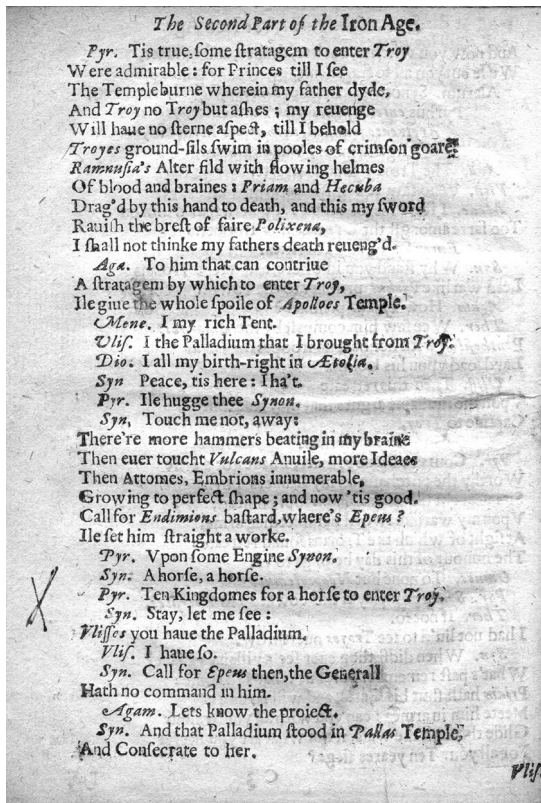 The Second Part of the Iron Age.
Pyr. Tis true, ſome ſtratagem to enter Troy
Were admirable: for Princes till I ſee
The Temple burne wherein my father dyde,
And Troy no Troy but aſhes; my reuenge
Will haue no ſterne aſpect, till I behold
Troyes ground-ſils ſwim in pooles of crimſon goare,
Ramnuſia's Alter fild with flowing helmes
Of blood and braines: Priam and Hecuba
Drag'd by this hand to death, and this my ſword
Rauiſh the breſt of faire Polixena,
I ſhall not thinke my fathers death reueng'd.
Aga. To him that can contriue
A ſtratagem by which to enter Troy,
Ile giue the whole ſpoile of Apolloes Temple.
Mene. I my rich Tent.
Vliſ. I the Palladium that I brought from Troy.
Dio. I all my birth-right in Ætolia.
Syn Peace, tis here: I ha't.
Pyr. Ile hugge thee Synon.
Syn, Touch me not, away:
There're more hammers beating in my braine
Then euer toucht Vulcans Anuile, more Ideaes
Then Attomes, Embrions innumerable,
Growing to perfect ſhape; and now 'tis good.
Call for Endimions baſtard, where's Epeus?
Ile ſet him ſtraight a worke.
Pyr. Vpon ſome Engine Synon.
Syn. A horſe, a horſe.
Pyr. Ten Kingdomes for a horſe to enter Troy.
Syn. Stay, let me ſee:
Vliſſes you haue the Palladium.
Vliſ. I haue ſo.
Syn. Call for Epeus then, the Generall
Hath no command in him.
Agam. Lets know the proiect.
Syn. And that Palladium ſtood in Pallas Temple,
And Conſecrate to her.
Vliſ.